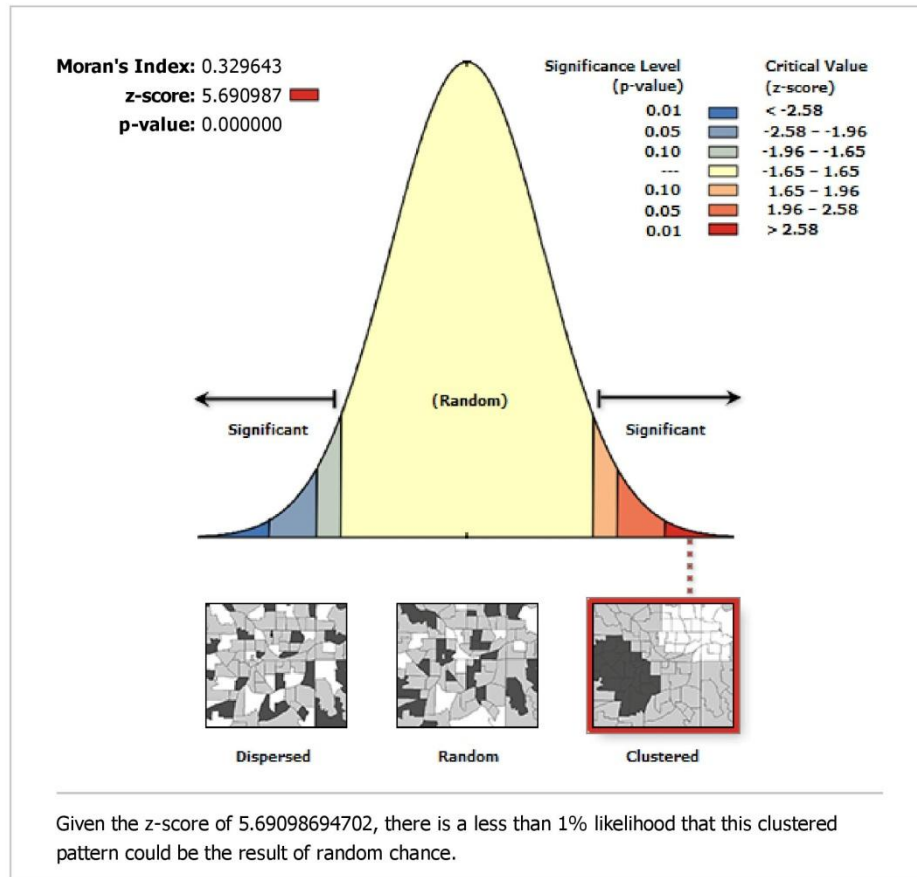 Moran's Index: 0.329643
z-score: 5.690987
p-value: 0.000000
Significance Level
(p-value)
Critical Value
(z-score)
0.01 < -2.58
0.05 -2.58 – -1.96
0.10 -1.96 – -1.65
--- -1.65 – 1.65
0.10 1.65 – 1.96
0.05 1.96 – 2.58
0.01 > 2.58
Significant
(Random)
Significant
Dispersed
Random
Clustered
Given the z-score of 5.69098694702, there is a less than 1% likelihood that this clustered
pattern could be the result of random chance.